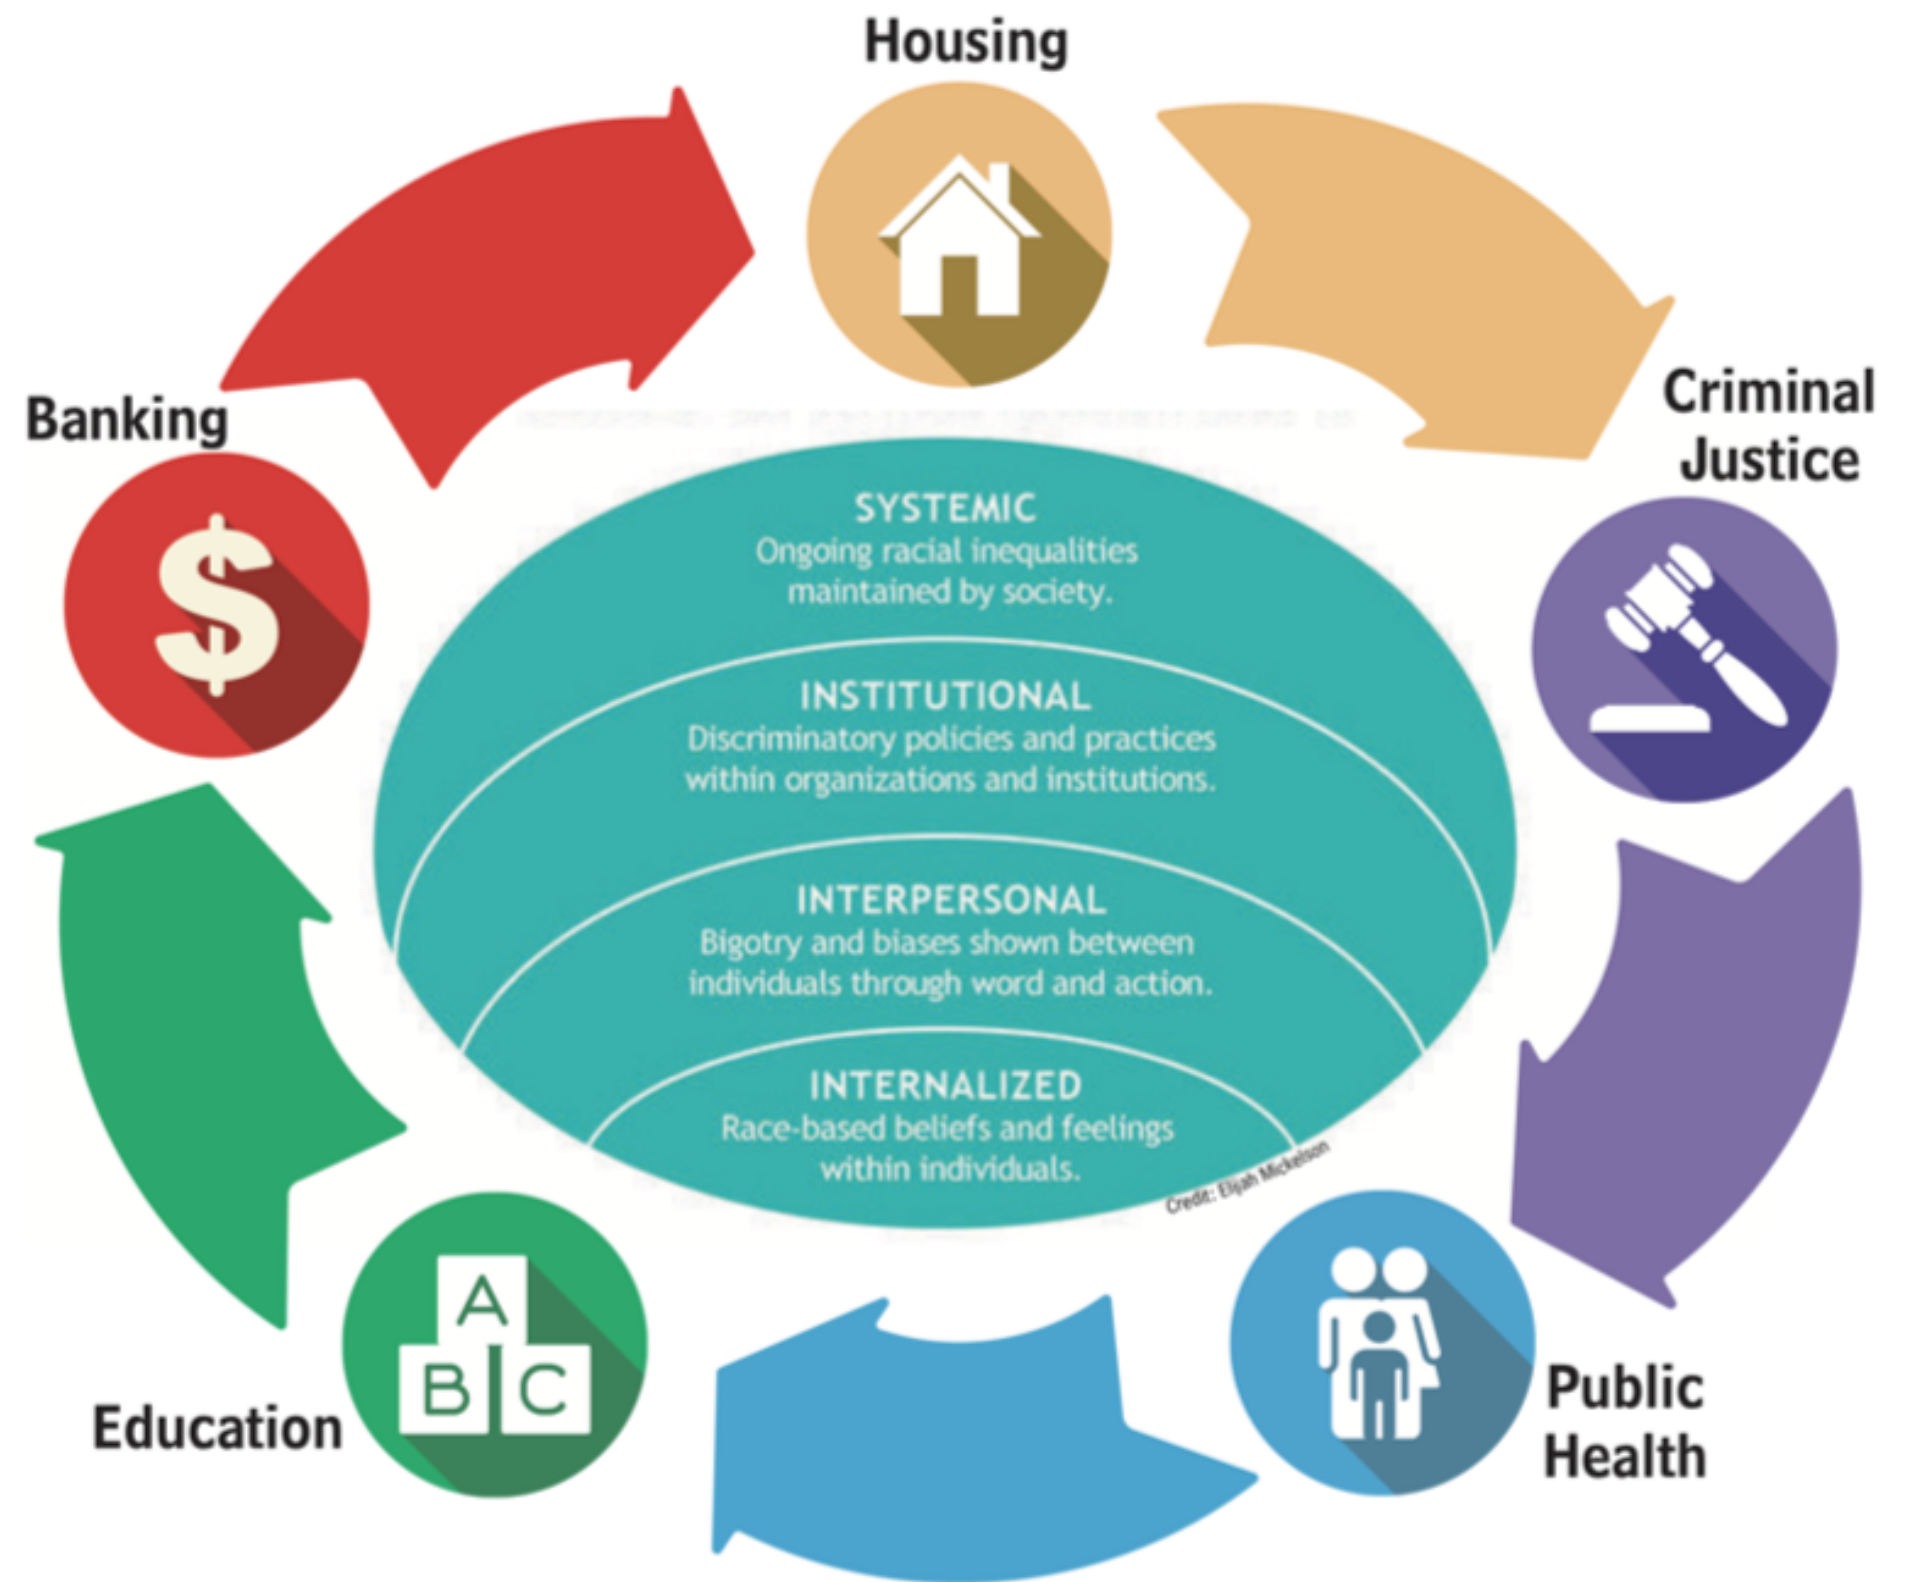 Housing
Banking
Criminal
Justice
$
SYSTEMIC
Ongoing racial inequalities
maintained by society.
INSTITUTIONAL
Discriminatory policies and practices
within organizations and institutions.
INTERPERSONAL
Bigotry and biases shown between
individuals through word and action.
INTERNALIZED
Race-based beliefs and feelings
within individuals.
Credit: Elijah Mickelson
A
B C
Education
Public
Health